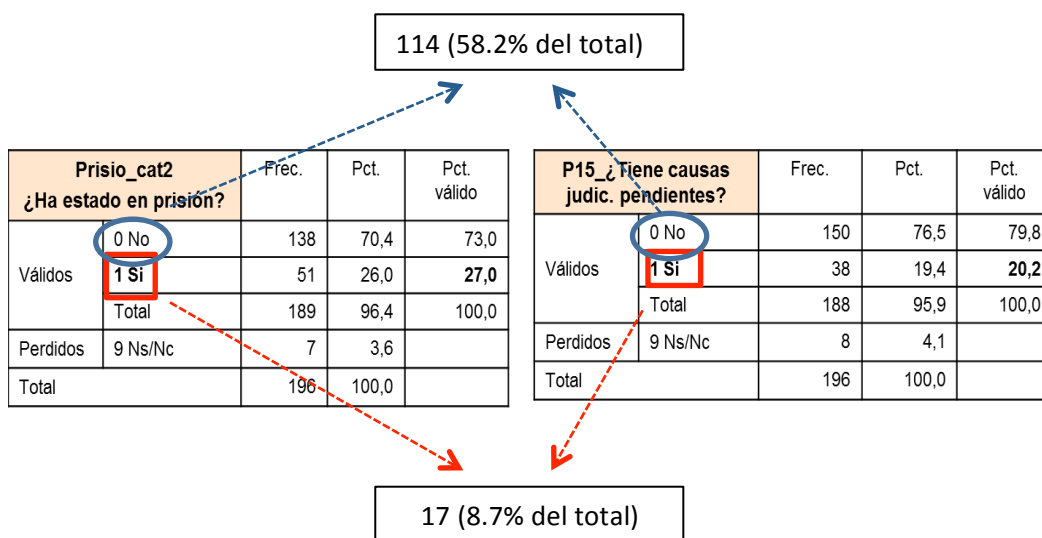 114 (58.2% del total)
Prisio_cat2 Frec. Pct. Pct.
¿Ha estado en prisión? válido
0 No 138 70,4 73,0
Válidos 1 Si 51 26,0 27,0
Total 189 96,4 100,0
Perdidos 9 Ns/Nc 7 3,6
Total 196 100,0
P15_¿Tiene causas Frec. Pct. Pct.
judic. pendientes? válido
0 No 150 76,5 79,8
Válidos 1 Si 38 19,4 20,2
Total 188 95,9 100,0
Perdidos 9 Ns/Nc 8 4,1
Total 196 100,0
17 (8.7% del total)